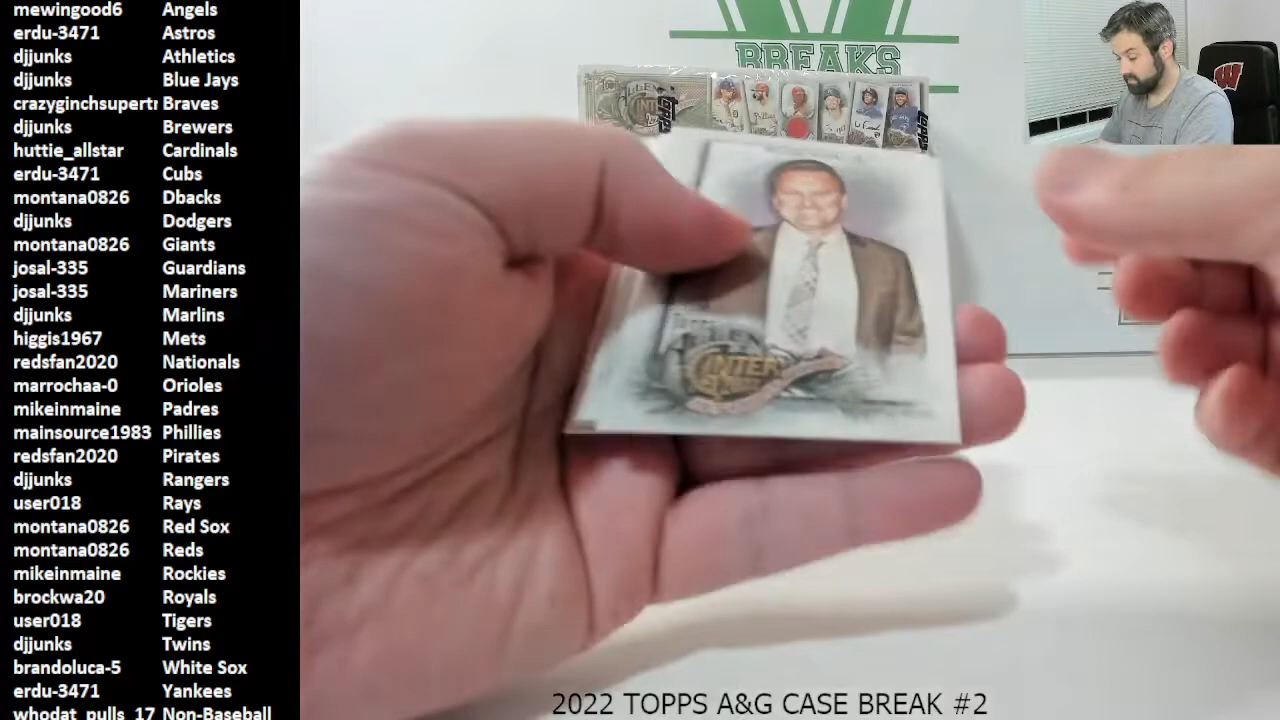 mewingood6 Angels
erdu-3471 Astros
djjunks Athletics
djjunks Blue Jays
crazyginchsupert Braves
djjunks Brewers
huttie_allstar Cardinals
erdu-3471 Cubs
montana0826 Dbacks
djjunks Dodgers
montana0826 Giants
josal-335 Guardians
josal-335 Mariners
djjunks Marlins
higgis1967 Mets
redsfan2020 Nationals
marrochaa-0 Orioles
mikeinmaine Padres
mainsource1983 Phillies
redsfan2020 Pirates
djjunks Rangers
user018 Rays
montana0826 Red Sox
montana0826 Reds
mikeinmaine Rockies
brockwa20 Royals
user018 Tigers
djjunks Twins
brandoluca-5 White Sox
erdu-3471 Yankees
whodat_pulls_17 Non-Baseball
BREAKS
W
2022 TOPPS A&G CASE BREAK #2